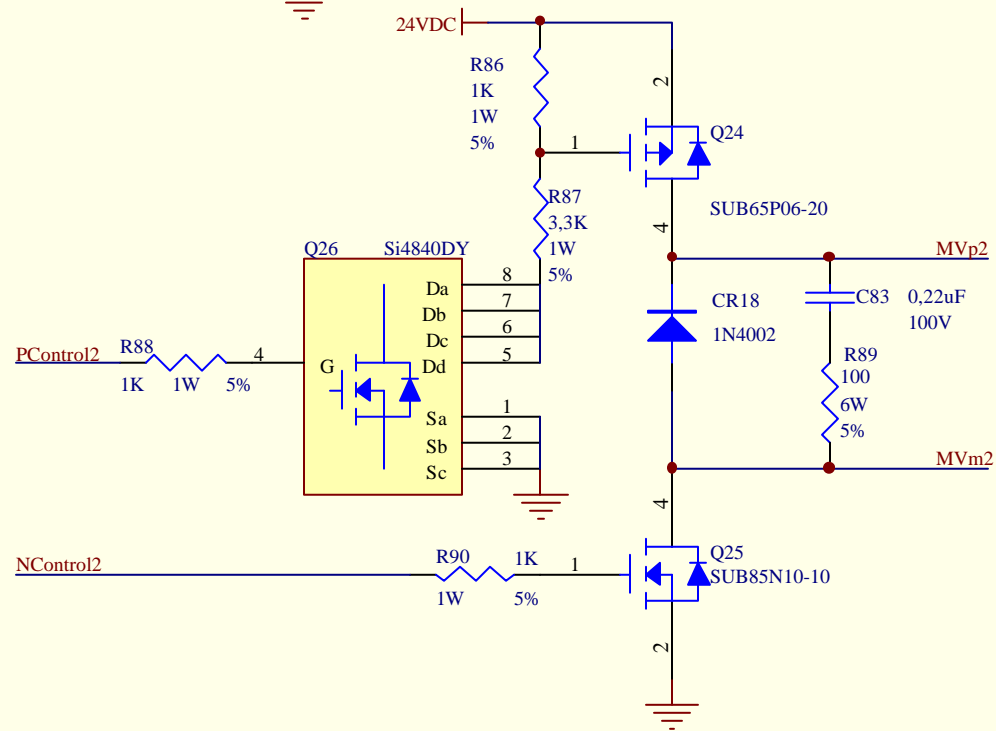 24VDC
R86
1K
1W
5%
2
Q24
1
SUB65P06-20
R87
3,3K
1W
5%
4
MVp2
Q26 Si4840DY
Da 8
Db 7
Dc 6
Dd 5
G
Sa 1
Sb 2
Sc 3
PControl2
R88
1K 1W 5%
4
CR18
1N4002
C83 0,22uF
100V
R89
100
6W
5%
MVm2
4
NControl2
R90 1K
1W 5%
1
Q25
SUB85N10-10
2